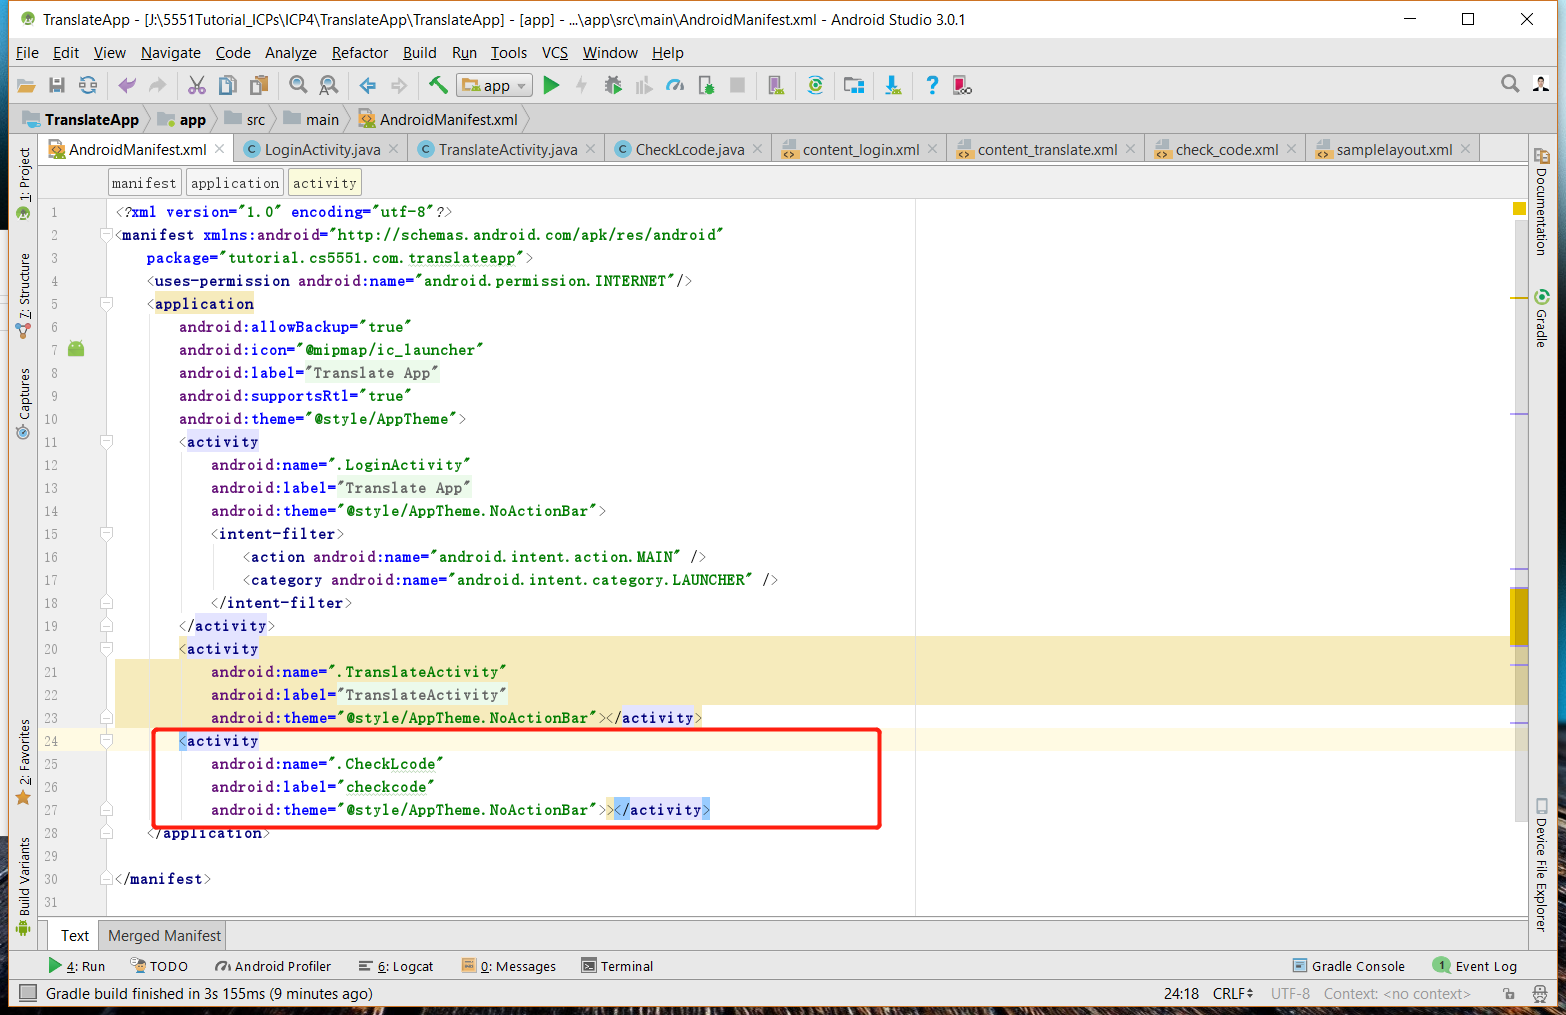 TranslateApp - [J:\5551Tutorial_ICPs\ICP4\TranslateApp\TranslateApp] - [app] - ...\app\src\main\AndroidManifest.xml - Android Studio 3.0.1
File Edit View Navigate Code Analyze Refactor Build Run Tools VCS Window Help
app
TranslateApp app src main AndroidManifest.xml
AndroidManifest.xml LoginActivity.java TranslateActivity.java CheckLcode.java content_login.xml content_translate.xml check_code.xml samplelayout.xml
manifest application activity
1 <?xml version="1.0" encoding="utf-8"?>
2 <manifest xmlns:android="http://schemas.android.com/apk/res/android"
3 package="tutorial.cs5551.com.translateapp">
4 <uses-permission android:name="android.permission.INTERNET"/>
5 <application
6 android:allowBackup="true"
7 android:icon="@mipmap/ic_launcher"
8 android:label="Translate App"
9 android:supportsRtl="true"
10 android:theme="@style/AppTheme">
11 <activity
12 android:name=".LoginActivity"
13 android:label="Translate App"
14 android:theme="@style/AppTheme.NoActionBar">
15 <intent-filter>
16 <action android:name="android.intent.action.MAIN" />
17 <category android:name="android.intent.category.LAUNCHER" />
18 </intent-filter>
19 </activity>
20 <activity
21 android:name=".TranslateActivity"
22 android:label="TranslateActivity"
23 android:theme="@style/AppTheme.NoActionBar"></activity>
24 <activity
25 android:name=".CheckLcode"
26 android:label="checkcode"
27 android:theme="@style/AppTheme.NoActionBar">></activity>
28 </application>
29
30 </manifest>
31
1: Project
7: Structure
Captures
2: Favorites
Build Variants
Documentation
Gradle
Device File Explorer
Text Merged Manifest
4: Run TODO Android Profiler 6: Logcat 0: Messages Terminal Gradle Console 1 Event Log
Gradle build finished in 3s 155ms (9 minutes ago) 24:18 CRLF UTF-8 Context: <no context>